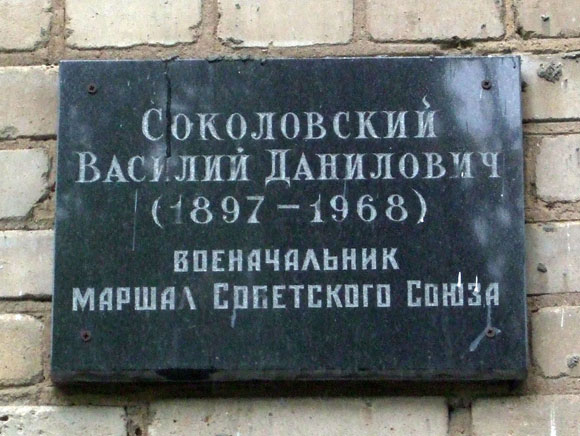 Соколовский
Василий Данилович
(1897 – 1968)
военачальник
маршал Советского Союза